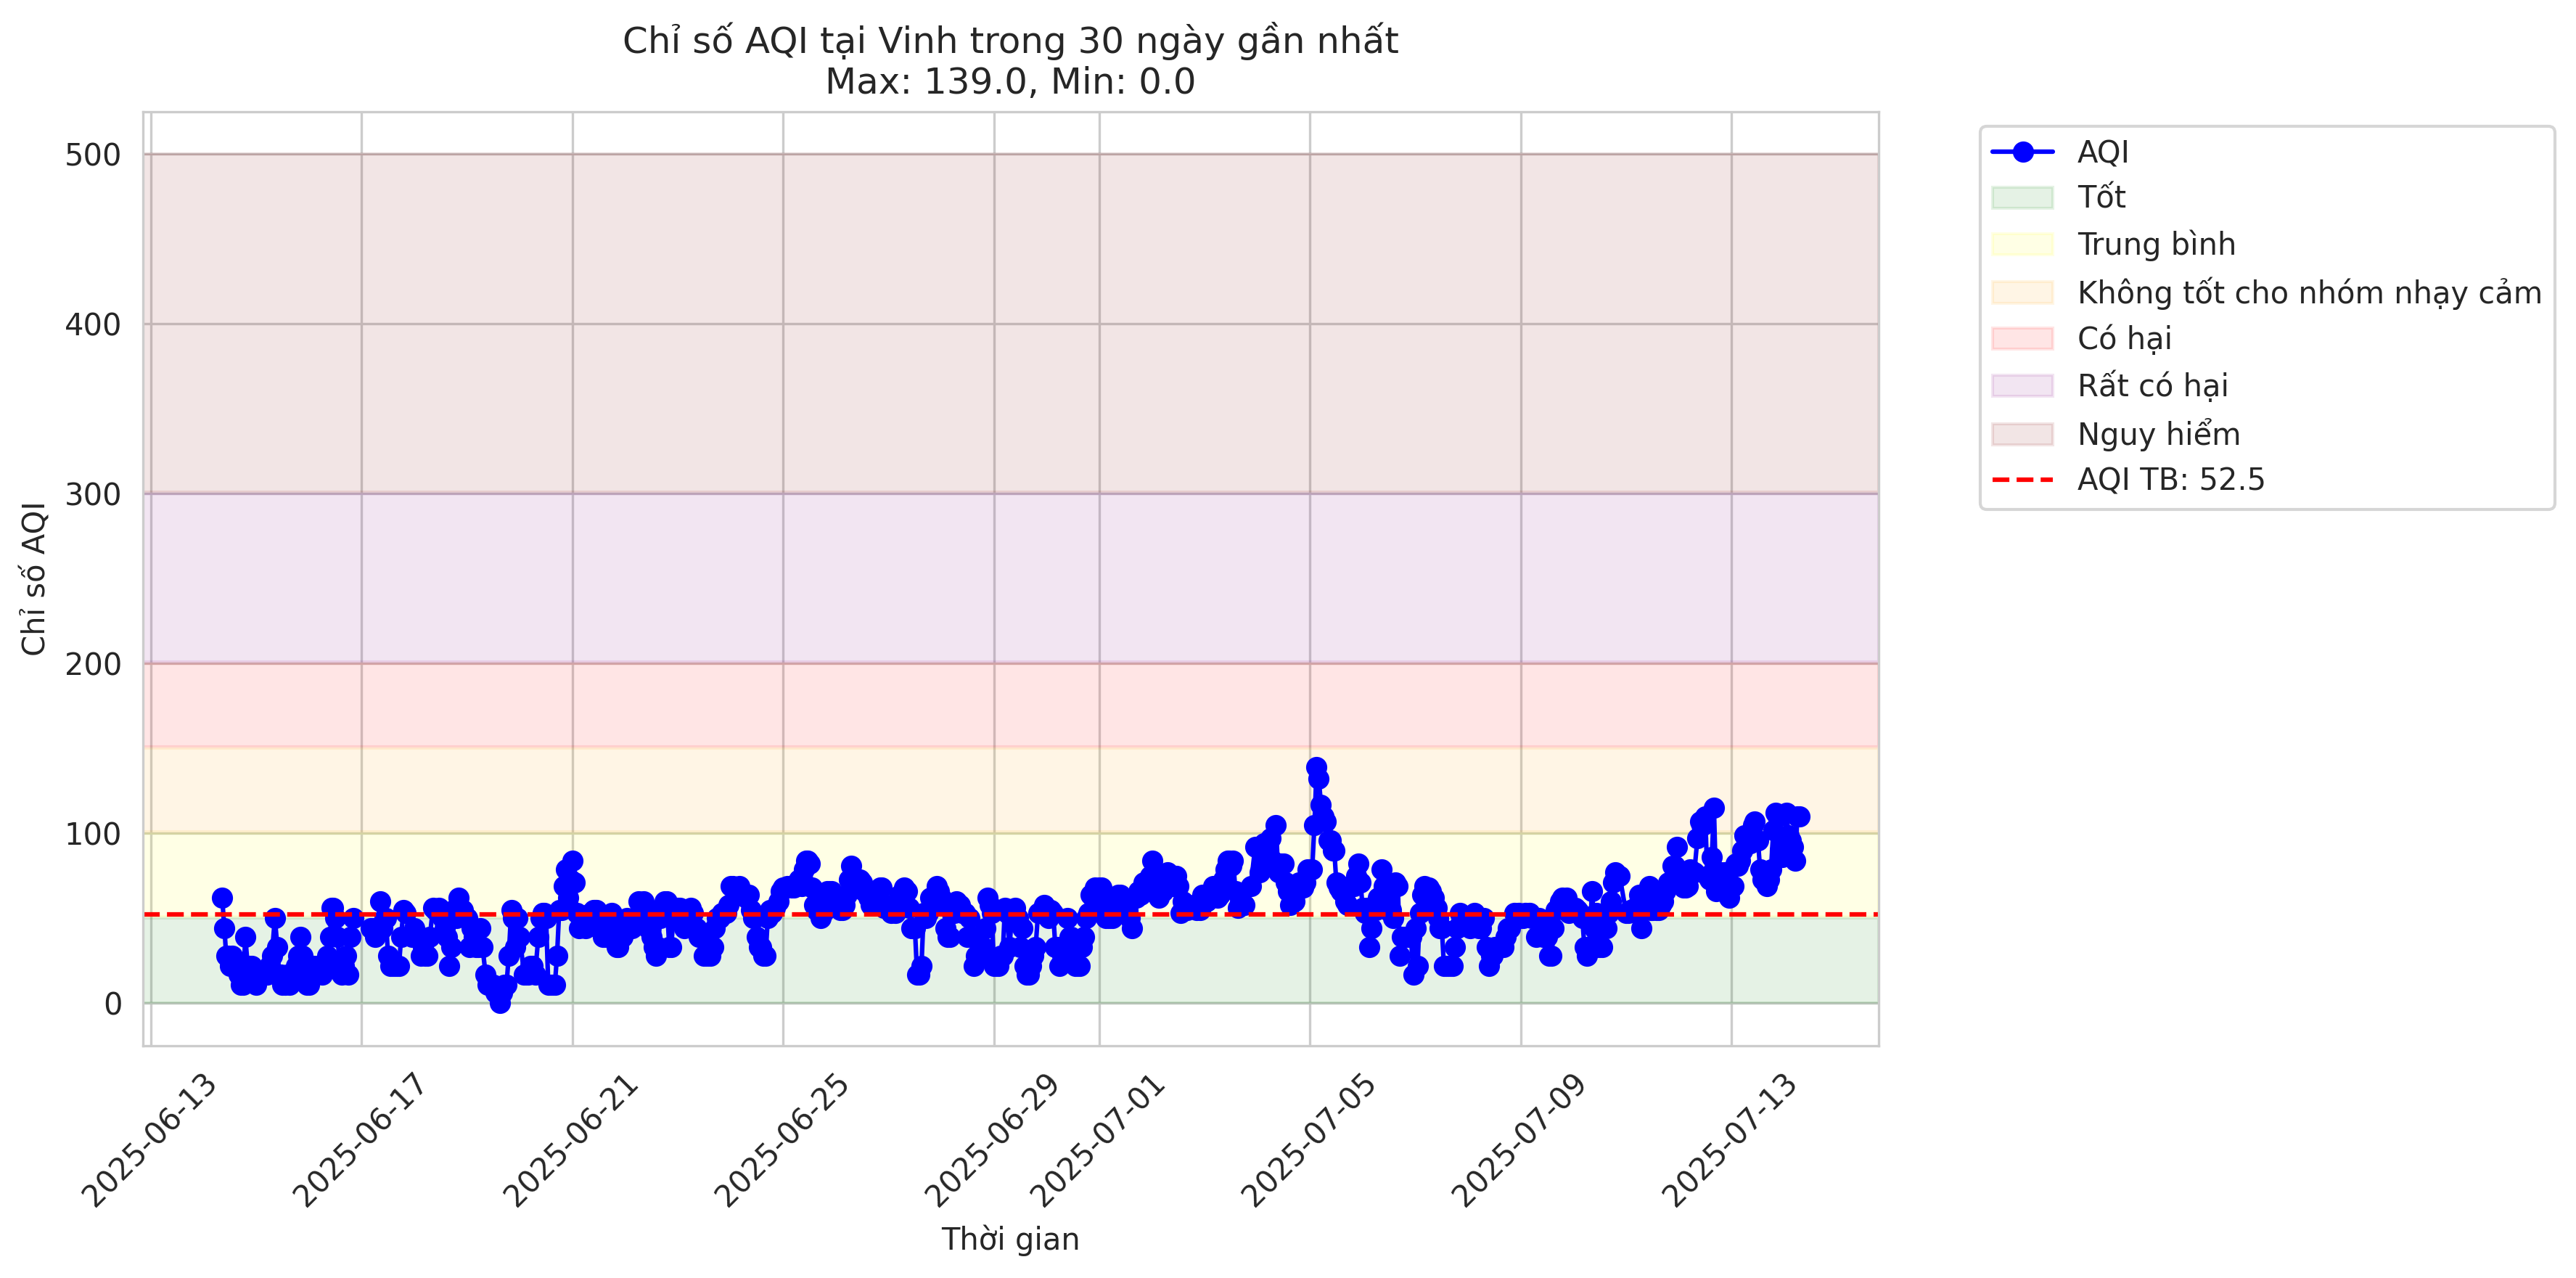 Chỉ số AQI tại Vinh trong 30 ngày gần nhất
Max: 139.0, Min: 0.0
Chỉ số AQI
500
400
300
200
100
0
2025-06-13
2025-06-17
2025-06-21
2025-06-25
2025-06-29
2025-07-01
2025-07-05
2025-07-09
2025-07-13
Thời gian
AQI
Tốt
Trung bình
Không tốt cho nhóm nhạy cảm
Có hại
Rất có hại
Nguy hiểm
AQI TB: 52.5